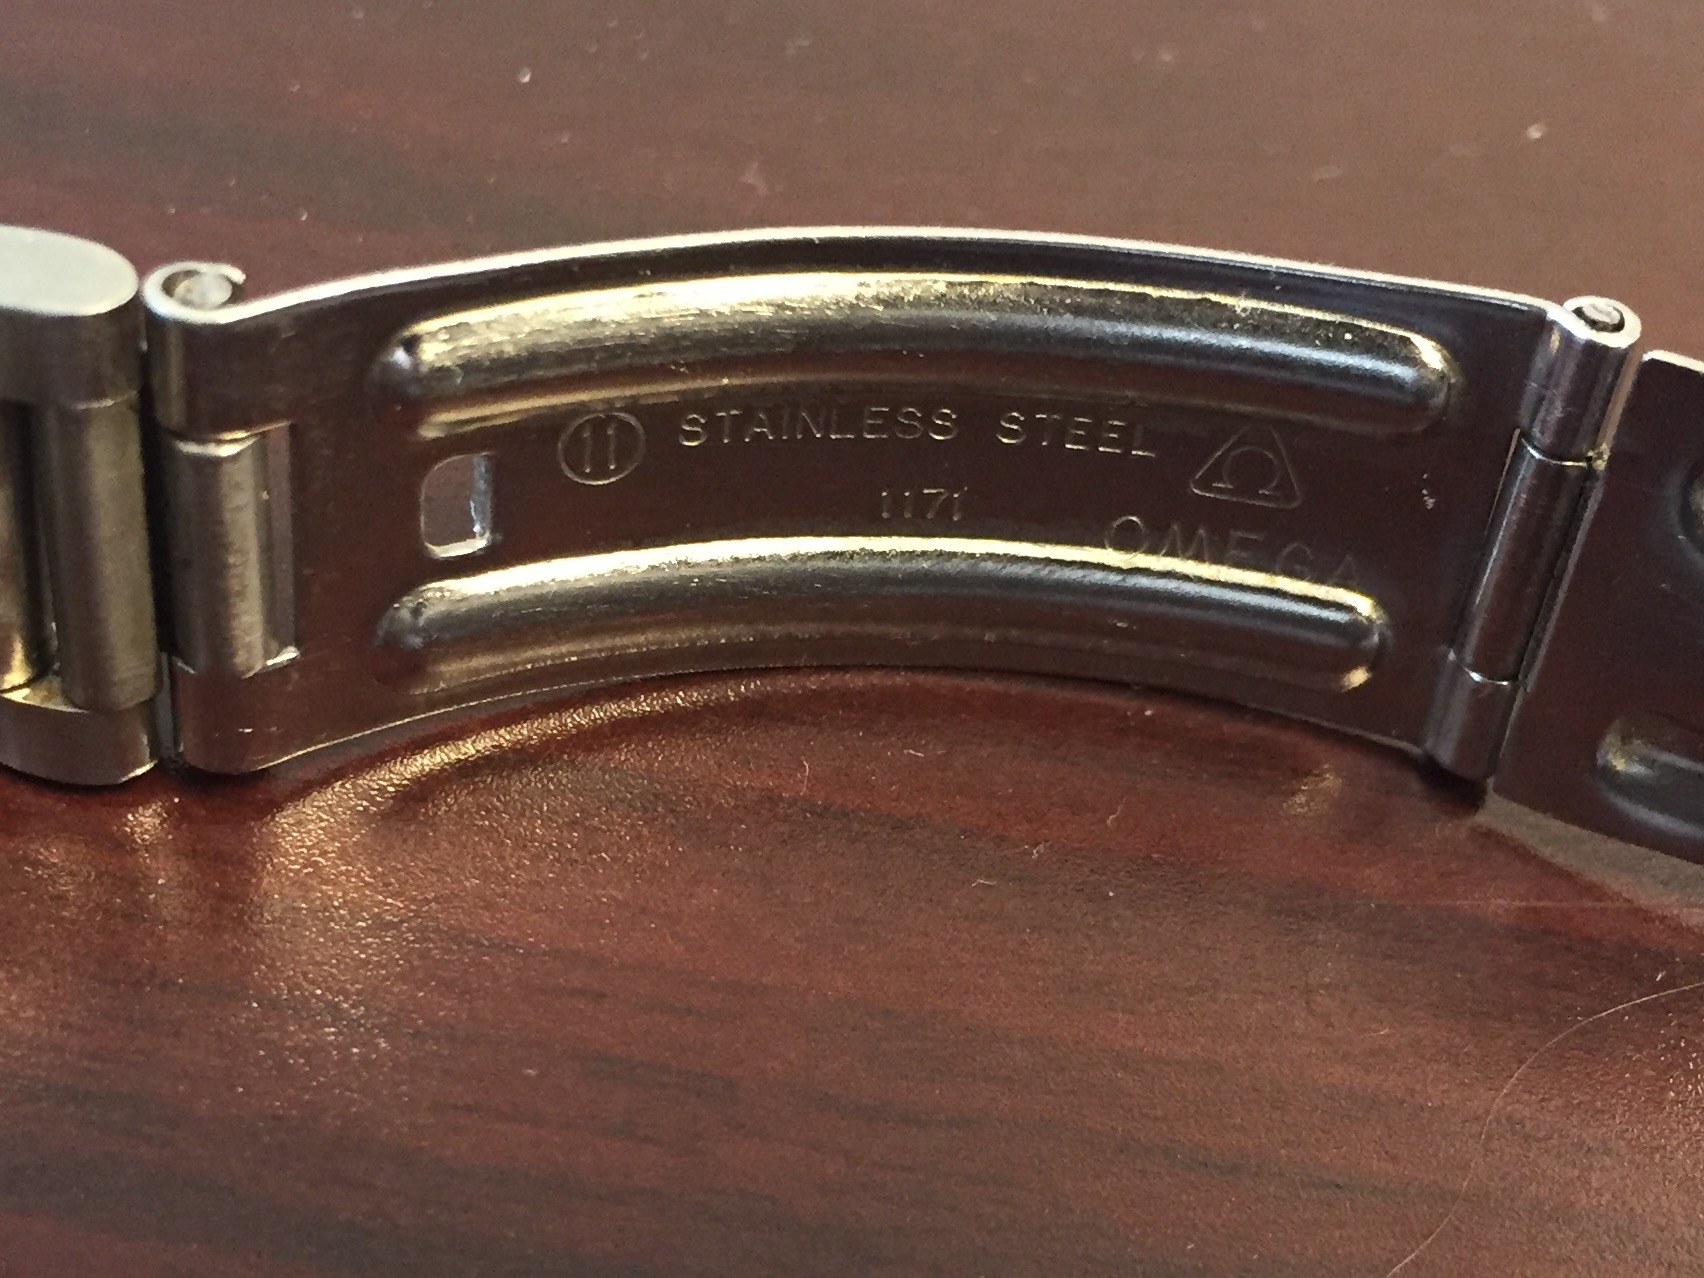 11 STAINLESS STEEL Ω
1171
OMEGA